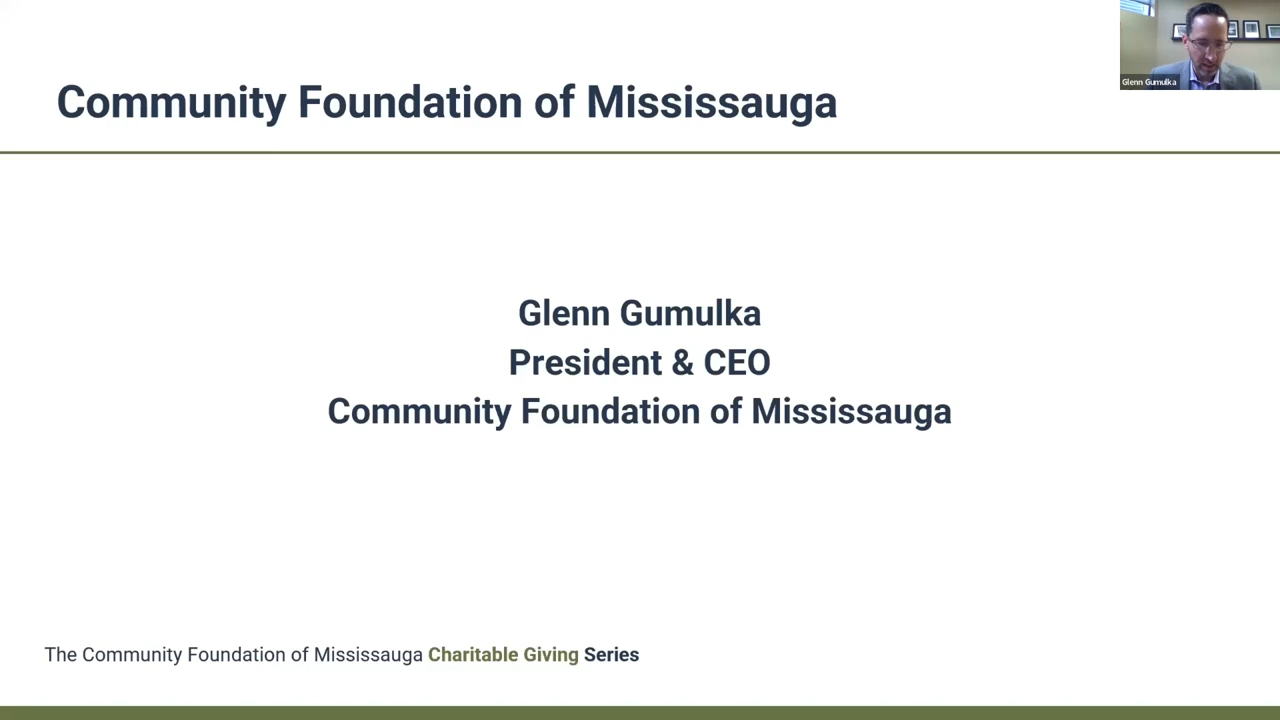 Community Foundation of Mississauga
Glenn Gumulka
Glenn Gumulka
President & CEO
Community Foundation of Mississauga
The Community Foundation of Mississauga Charitable Giving Series